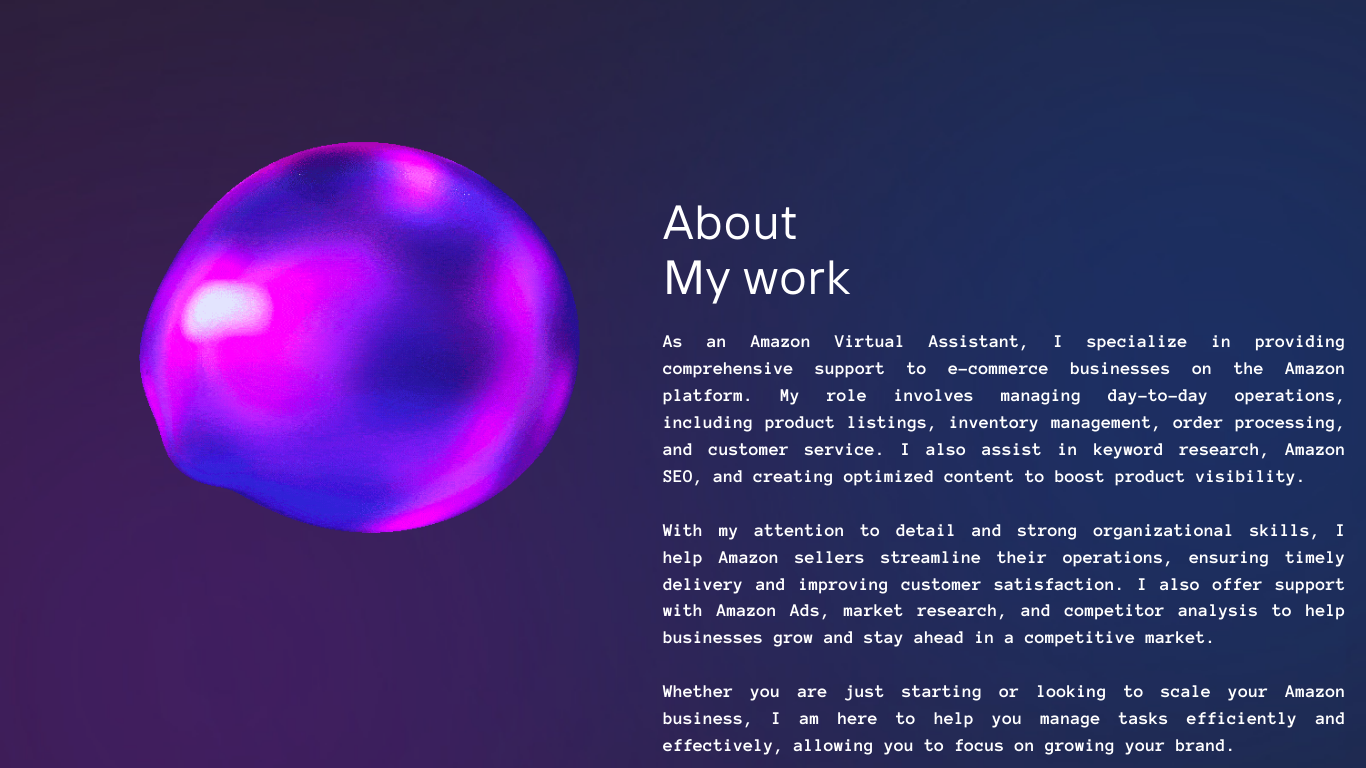 About
My work
As an Amazon Virtual Assistant, I specialize in providing
comprehensive support to e-commerce businesses on the Amazon
platform. My role involves managing day-to-day operations,
including product listings, inventory management, order processing,
and customer service. I also assist in keyword research, Amazon
SEO, and creating optimized content to boost product visibility.
With my attention to detail and strong organizational skills, I
help Amazon sellers streamline their operations, ensuring timely
delivery and improving customer satisfaction. I also offer support
with Amazon Ads, market research, and competitor analysis to help
businesses grow and stay ahead in a competitive market.
Whether you are just starting or looking to scale your Amazon
business, I am here to help you manage tasks efficiently and
effectively, allowing you to focus on growing your brand.